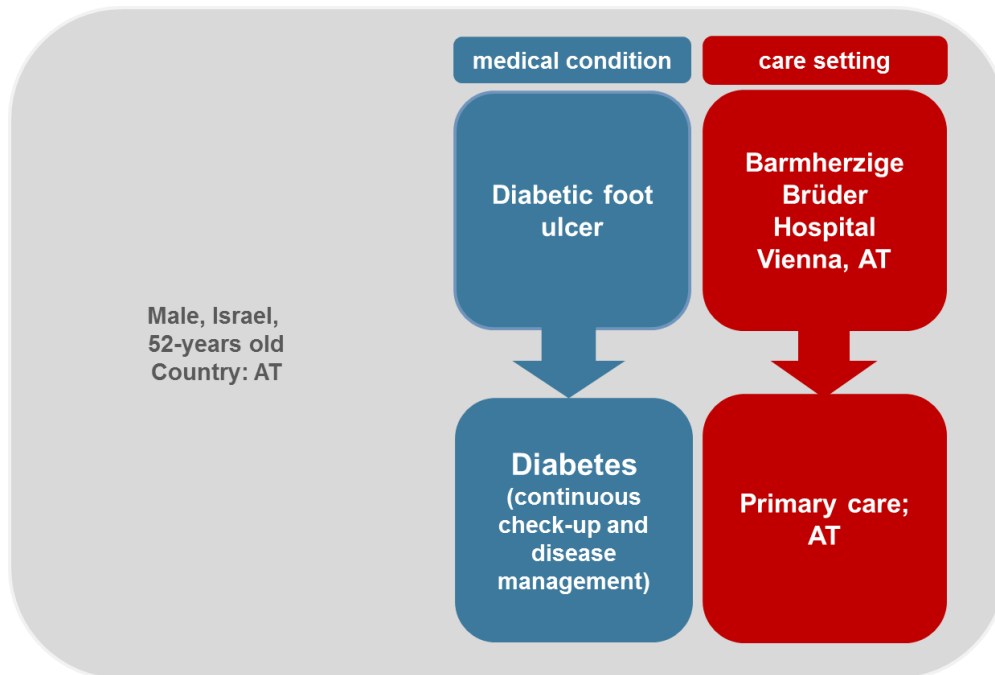 medical condition
care setting
Diabetic foot
ulcer
Barmherzige
Brüder
Hospital
Vienna, AT
Male, Israel,
52-years old
Country: AT
Diabetes
(continuous
check-up and
disease
management)
Primary care;
AT